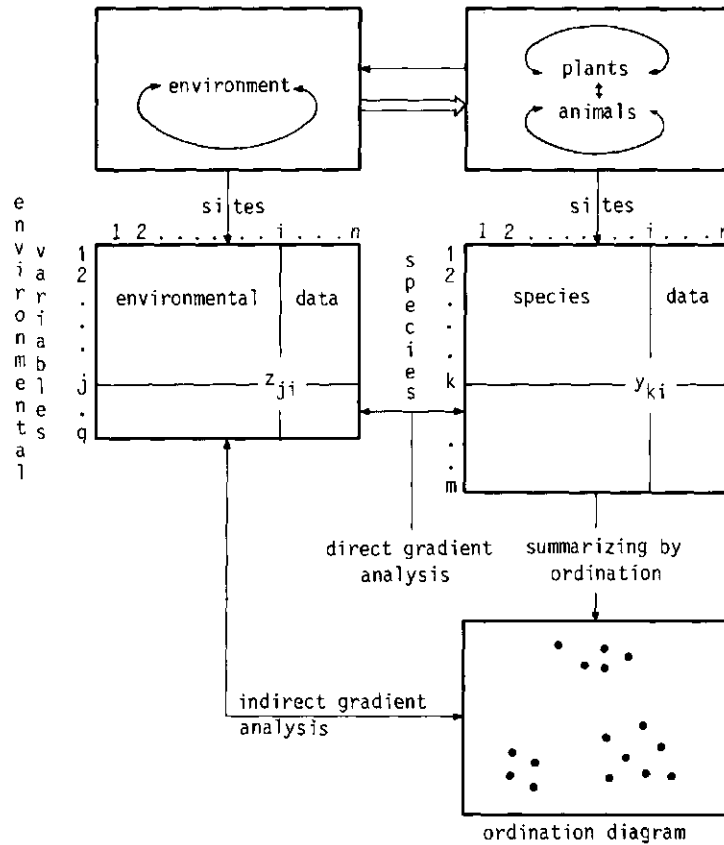 environment
plants
animals
sites
sites
1 2 . . . . . . . i . . . . n
1 2 . . . . . . . i . . . . n
environmental
variables
1
2
.
.
.
j
.
q
environmental data
z ji
species
1
2
.
.
.
k
.
.
m
species data
y ki
direct gradient
analysis
summarizing by
ordination
indirect gradient
analysis
ordination diagram